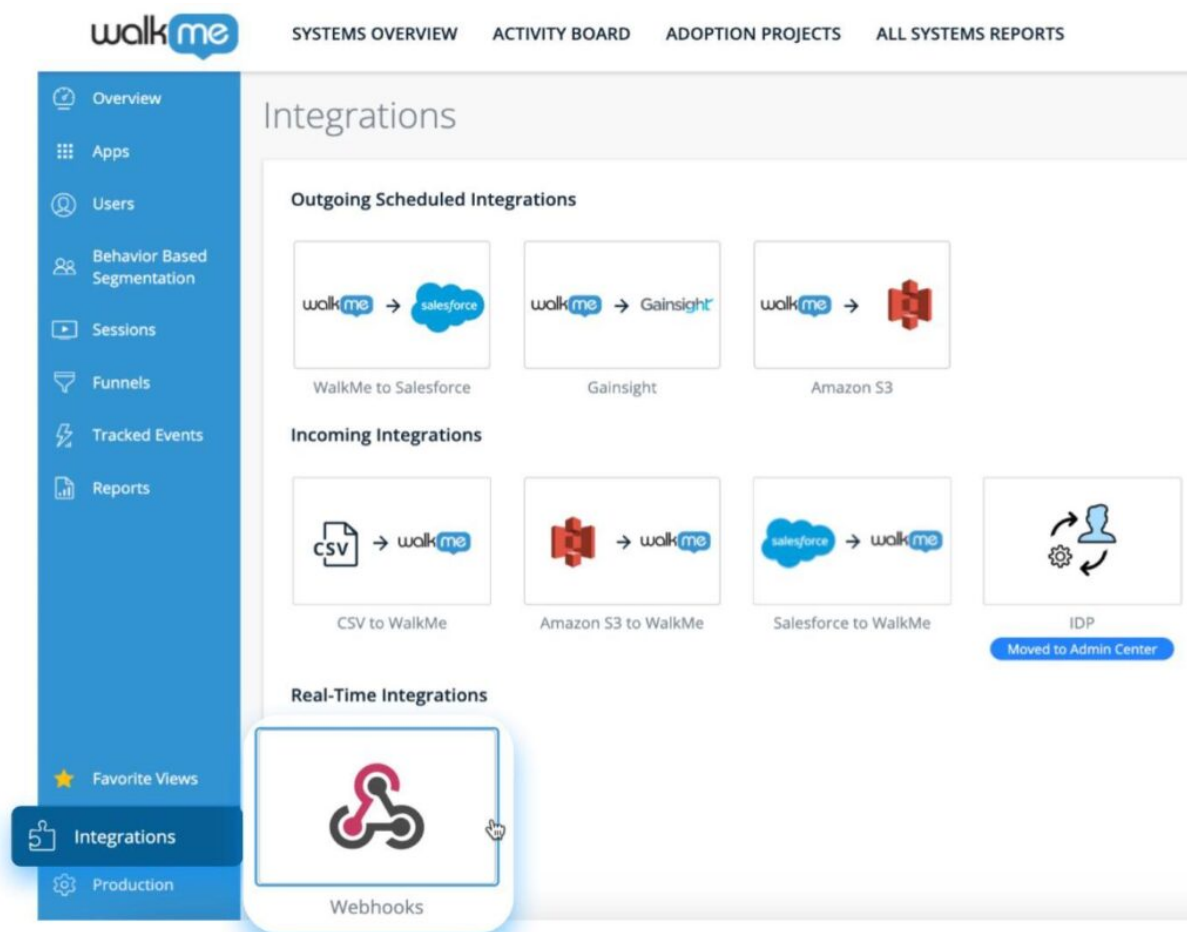 walkme
SYSTEMS OVERVIEW ACTIVITY BOARD ADOPTION PROJECTS ALL SYSTEMS REPORTS
Overview
Apps
Users
Behavior Based
Segmentation
Sessions
Funnels
Tracked Events
Reports
Favorite Views
Integrations
Production
Integrations
Outgoing Scheduled Integrations
walkme → salesforce
WalkMe to Salesforce
walkme → Gainsight
Gainsight
walkme →
Amazon S3
Incoming Integrations
CSV → walkme
CSV to WalkMe
→ walkme
Amazon S3 to WalkMe
salesforce → walkme
Salesforce to WalkMe
IDP
Moved to Admin Center
Real-Time Integrations
Webhooks